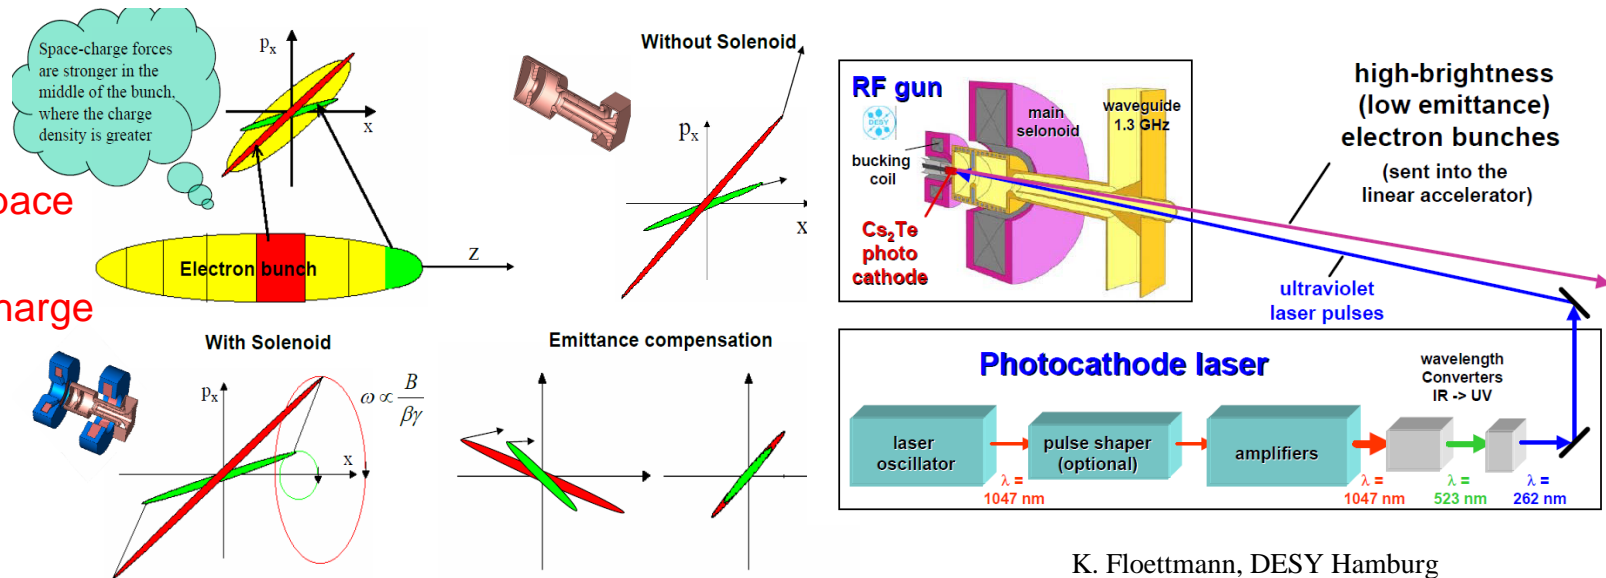 Space-charge forces
are stronger in the
middle of the bunch,
where the charge
density is greater
pₓ
x
pace
Electron bunch
z
harge
Without Solenoid
pₓ
x
With Solenoid
pₓ
x
ω ∝ B / βγ
Emittance compensation
RF gun
DESY
bucking
coil
main
selonoid
waveguide
1.3 GHz
Cs₂Te
photo
cathode
high-brightness
(low emittance)
electron bunches
(sent into the
linear accelerator)
ultraviolet
laser pulses
Photocathode laser
wavelength
Converters
IR -> UV
laser
oscillator
pulse shaper
(optional)
amplifiers
λ =
1047 nm
λ =
1047 nm
λ =
523 nm
λ =
262 nm
K. Floettmann, DESY Hamburg